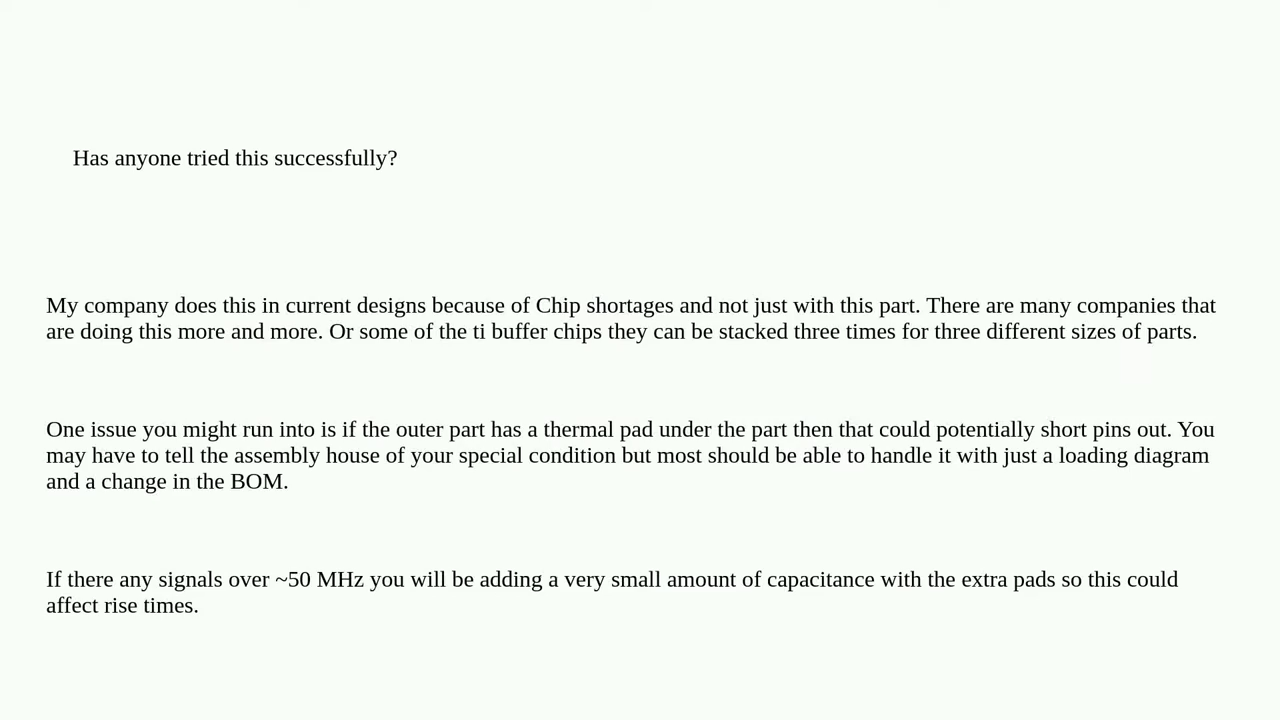 Has anyone tried this successfully?
My company does this in current designs because of Chip shortages and not just with this part. There are many companies that
are doing this more and more. Or some of the ti buffer chips they can be stacked three times for three different sizes of parts.
One issue you might run into is if the outer part has a thermal pad under the part then that could potentially short pins out. You
may have to tell the assembly house of your special condition but most should be able to handle it with just a loading diagram
and a change in the BOM.
If there any signals over ~50 MHz you will be adding a very small amount of capacitance with the extra pads so this could
affect rise times.